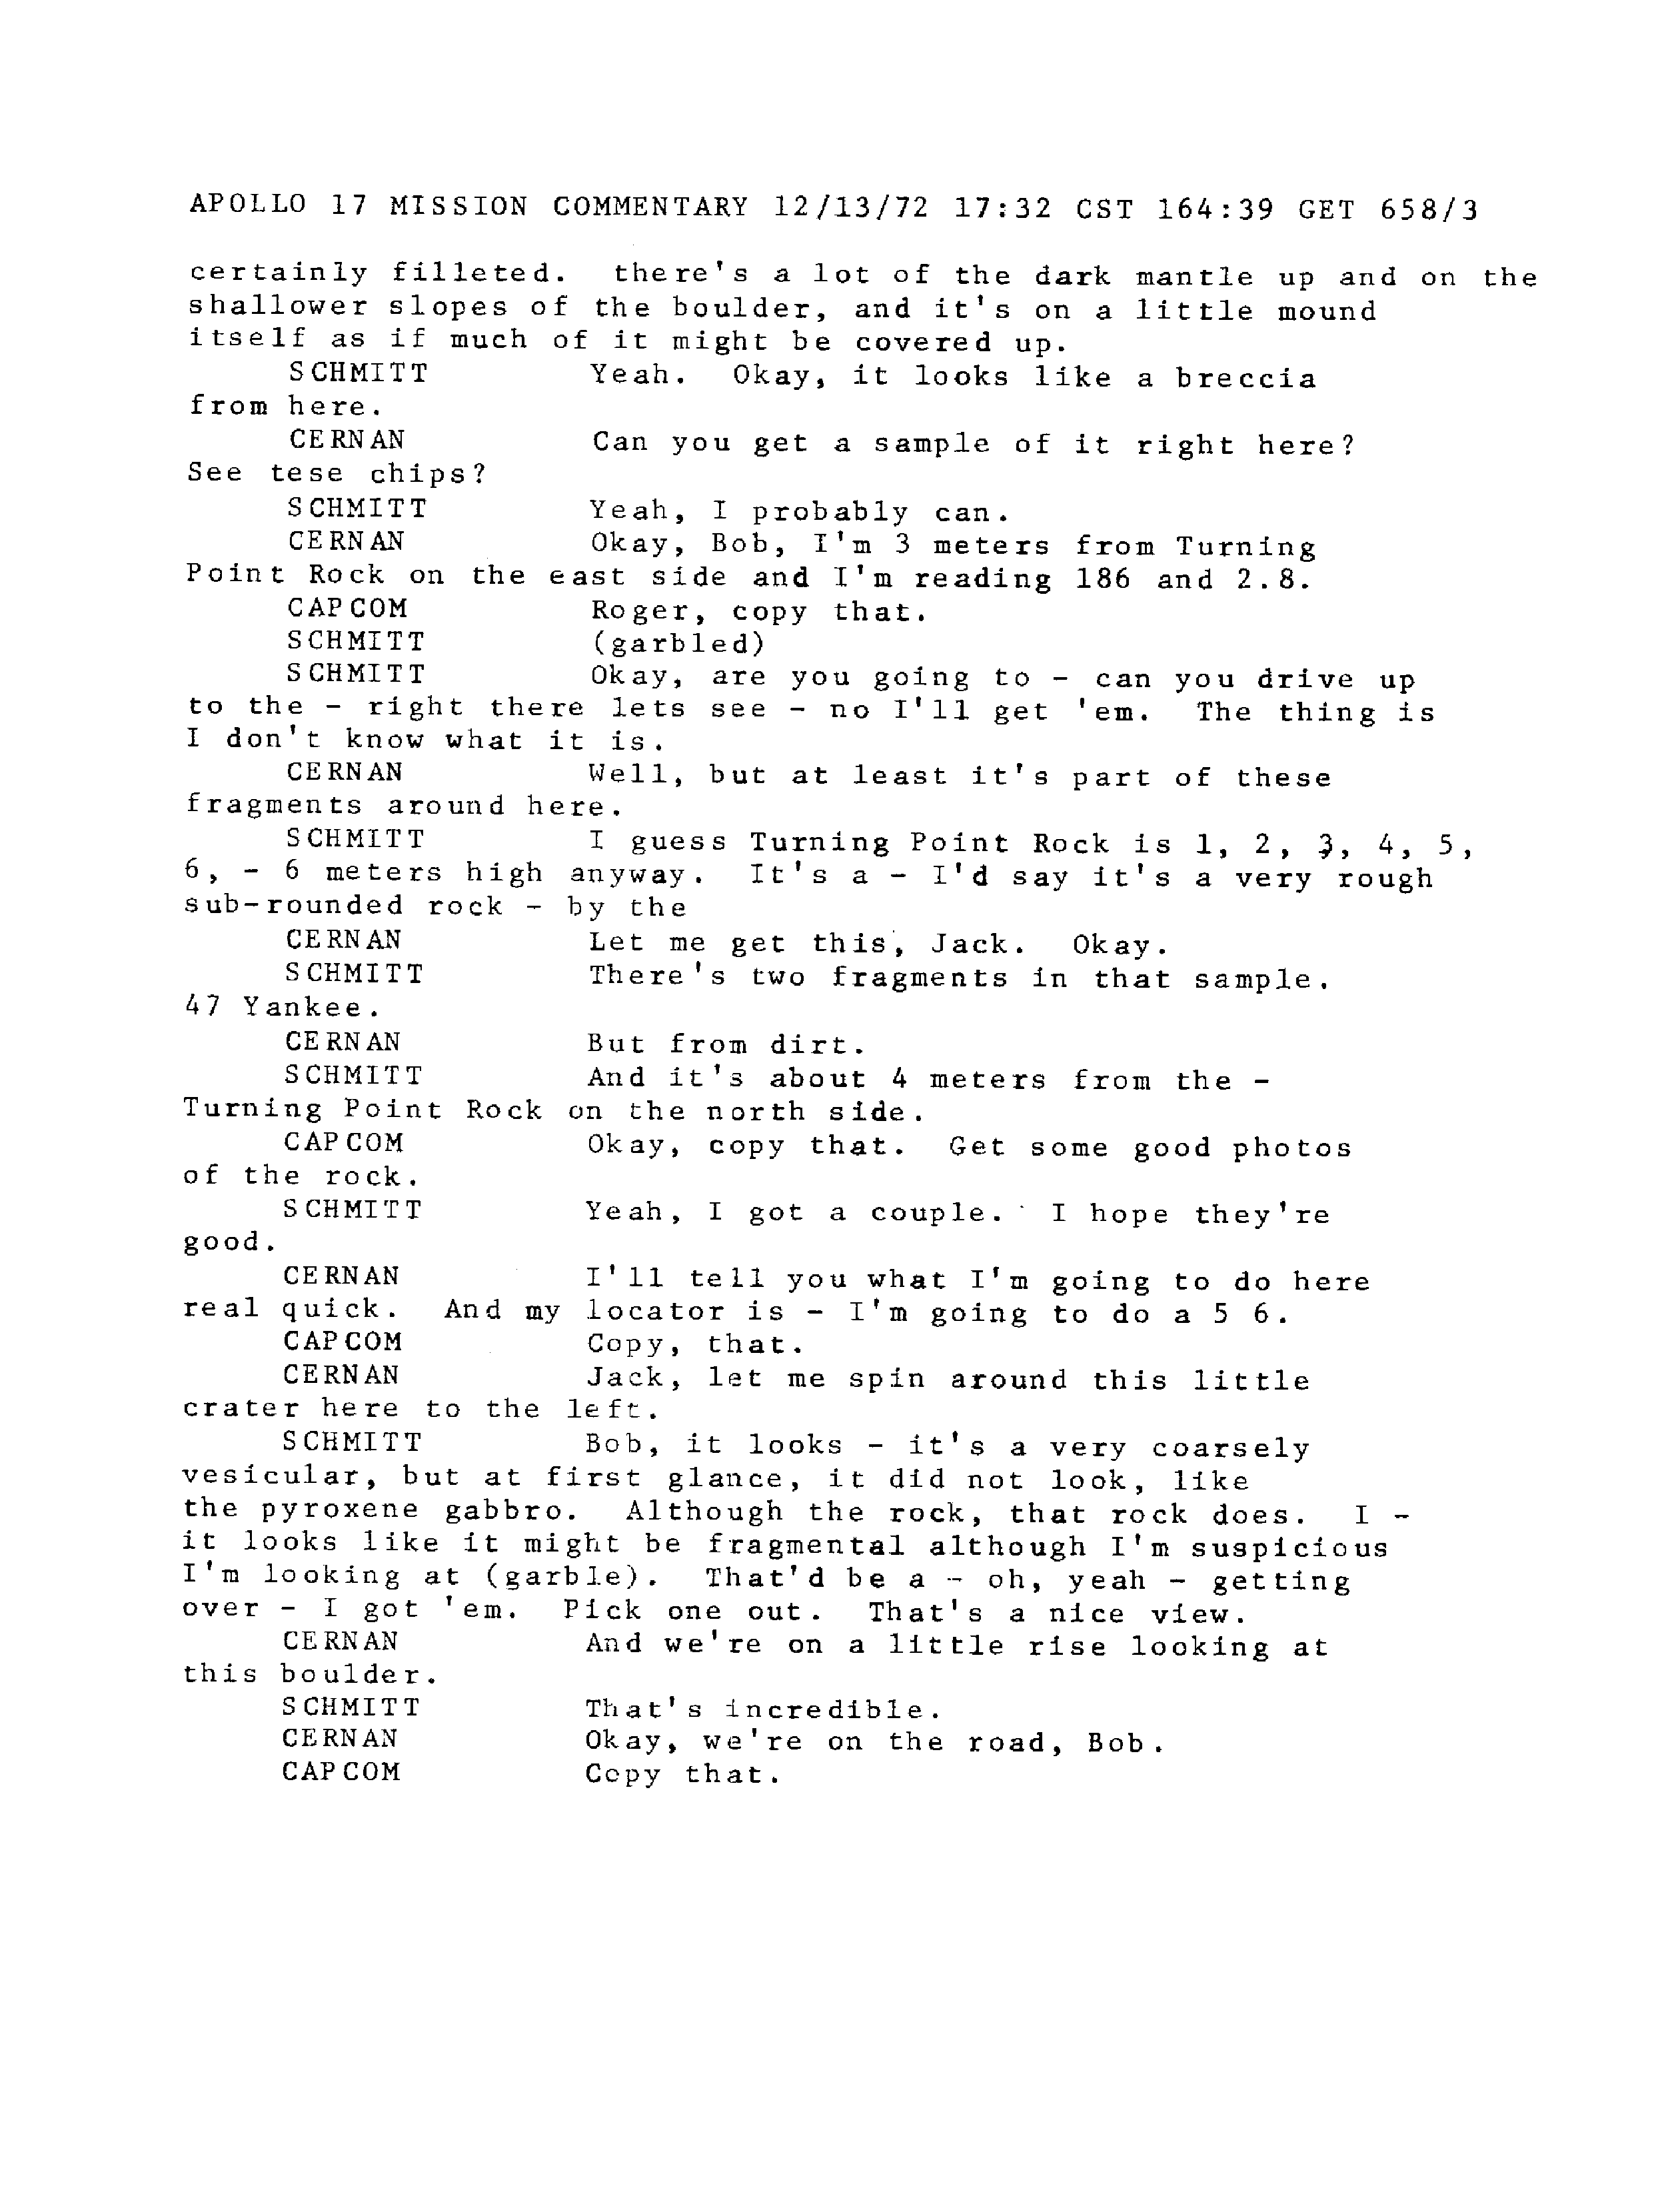 APOLLO 17 MISSION COMMENTARY 12/13/72 17:32 CST 164:39 GET 658/3
certainly filleted. there's a lot of the dark mantle up and on the
shallower slopes of the boulder, and it's on a little mound
itself as if much of it might be covered up.
SCHMITT Yeah. Okay, it looks like a breccia
from here.
CERNAN Can you get a sample of it right here?
See tese chips?
SCHMITT Yeah, I probably can.
CERNAN Okay, Bob, I'm 3 meters from Turning
Point Rock on the east side and I'm reading 186 and 2.8.
CAPCOM Roger, copy that.
SCHMITT (garbled)
SCHMITT Okay, are you going to - can you drive up
to the - right there lets see - no I'll get 'em. The thing is
I don't know what it is.
CERNAN Well, but at least it's part of these
fragments around here.
SCHMITT I guess Turning Point Rock is 1, 2, 3, 4, 5,
6, - 6 meters high anyway. It's a - I'd say it's a very rough
sub-rounded rock - by the
CERNAN Let me get this, Jack. Okay.
SCHMITT There's two fragments in that sample.
47 Yankee.
CERNAN But from dirt.
SCHMITT And it's about 4 meters from the -
Turning Point Rock on the north side.
CAPCOM Okay, copy that. Get some good photos
of the rock.
SCHMITT Yeah, I got a couple. I hope they're
good.
CERNAN I'll tell you what I'm going to do here
real quick. And my locator is - I'm going to do a 5 6.
CAPCOM Copy, that.
CERNAN Jack, let me spin around this little
crater here to the left.
SCHMITT Bob, it looks - it's a very coarsely
vesicular, but at first glance, it did not look, like
the pyroxene gabbro. Although the rock, that rock does. I -
it looks like it might be fragmental although I'm suspicious
I'm looking at (garble). That'd be a - oh, yeah - getting
over - I got 'em. Pick one out. That's a nice view.
CERNAN And we're on a little rise looking at
this boulder.
SCHMITT That's incredible.
CERNAN Okay, we're on the road, Bob.
CAPCOM Copy that.